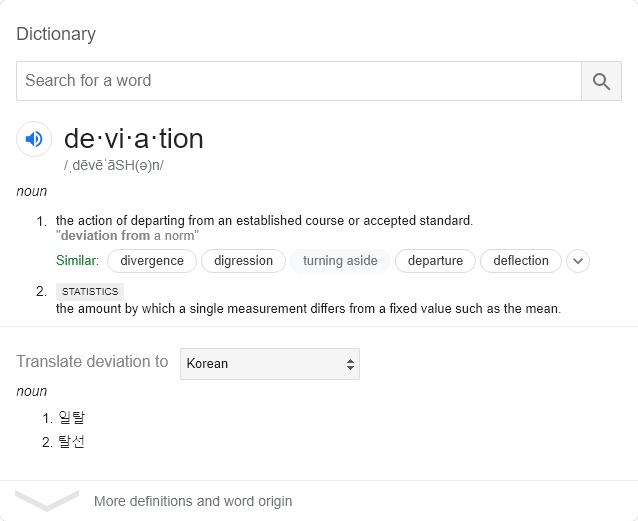 Dictionary
Search for a word
de·vi·a·tion
/ˌdēvēˈāSH(ə)n/
noun
1. the action of departing from an established course or accepted standard.
"deviation from a norm"
Similar: divergence digression turning aside departure deflection
2. STATISTICS
the amount by which a single measurement differs from a fixed value such as the mean.
Translate deviation to Korean
noun
1. 일탈
2. 탈선
More definitions and word origin